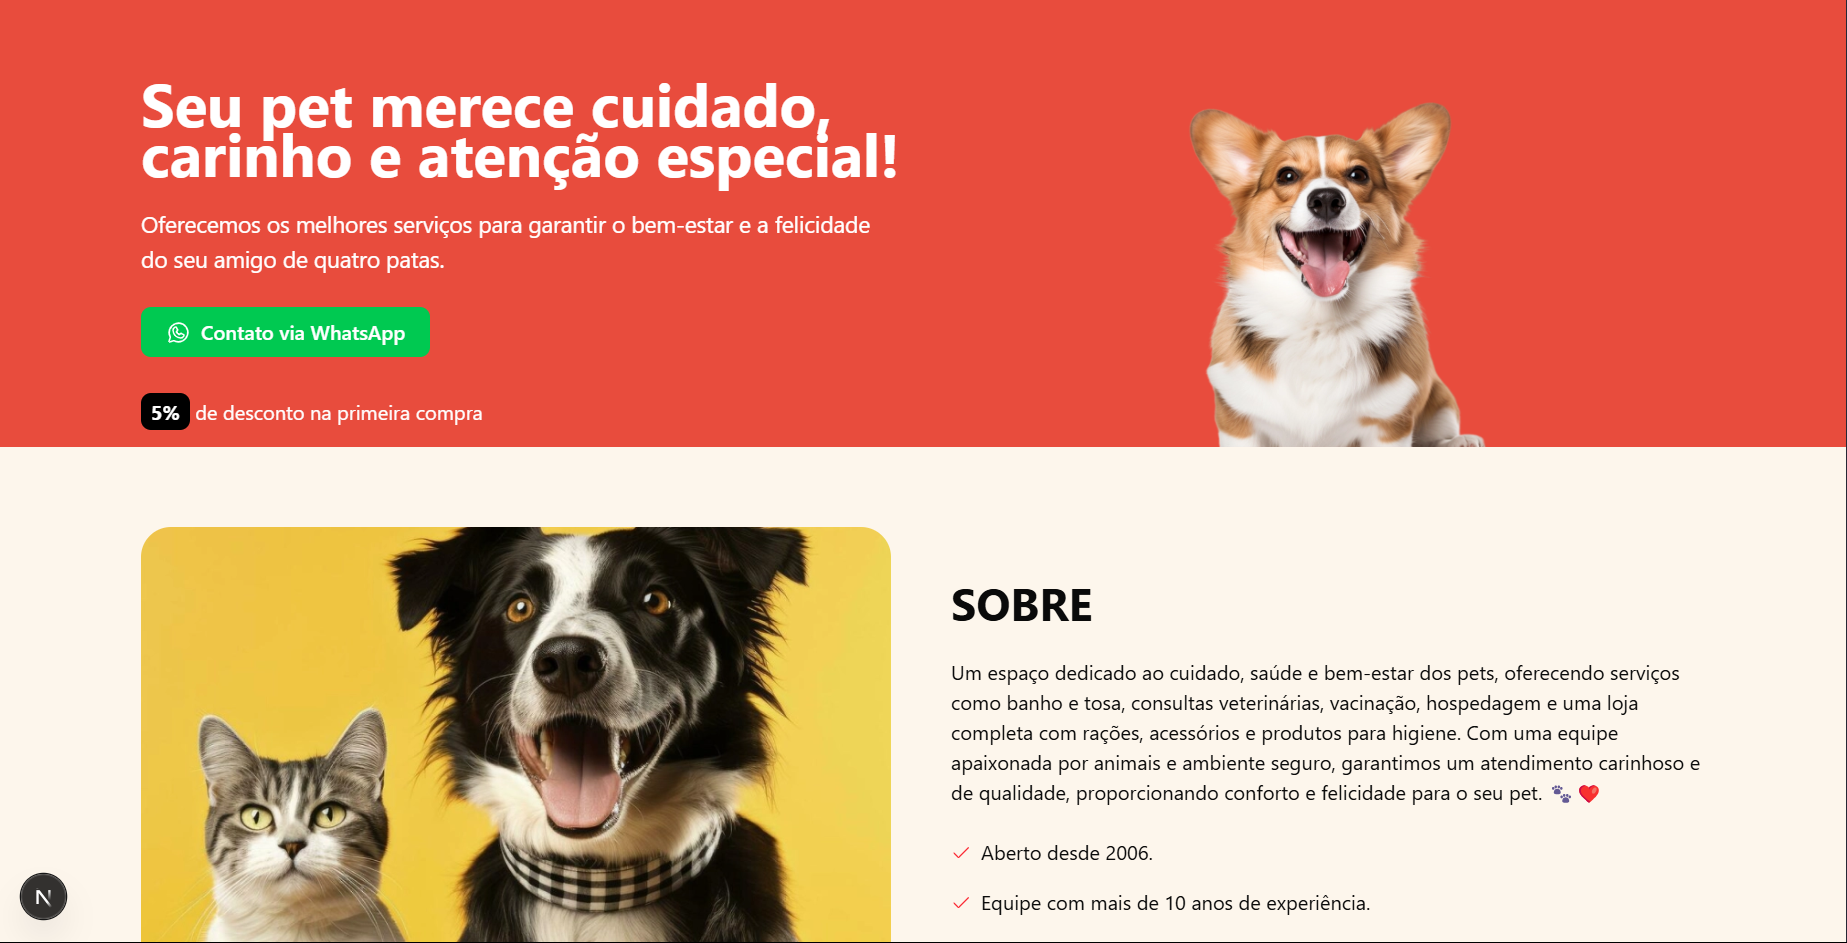 Seu pet merece cuidado,
carinho e atenção especial!
Oferecemos os melhores serviços para garantir o bem-estar e a felicidade
do seu amigo de quatro patas.
Contato via WhatsApp
5% de desconto na primeira compra
SOBRE
Um espaço dedicado ao cuidado, saúde e bem-estar dos pets, oferecendo serviços
como banho e tosa, consultas veterinárias, vacinação, hospedagem e uma loja
completa com rações, acessórios e produtos para higiene. Com uma equipe
apaixonada por animais e ambiente seguro, garantimos um atendimento carinhoso e
de qualidade, proporcionando conforto e felicidade para o seu pet. 🐾 ❤️
Aberto desde 2006.
Equipe com mais de 10 anos de experiência.
N